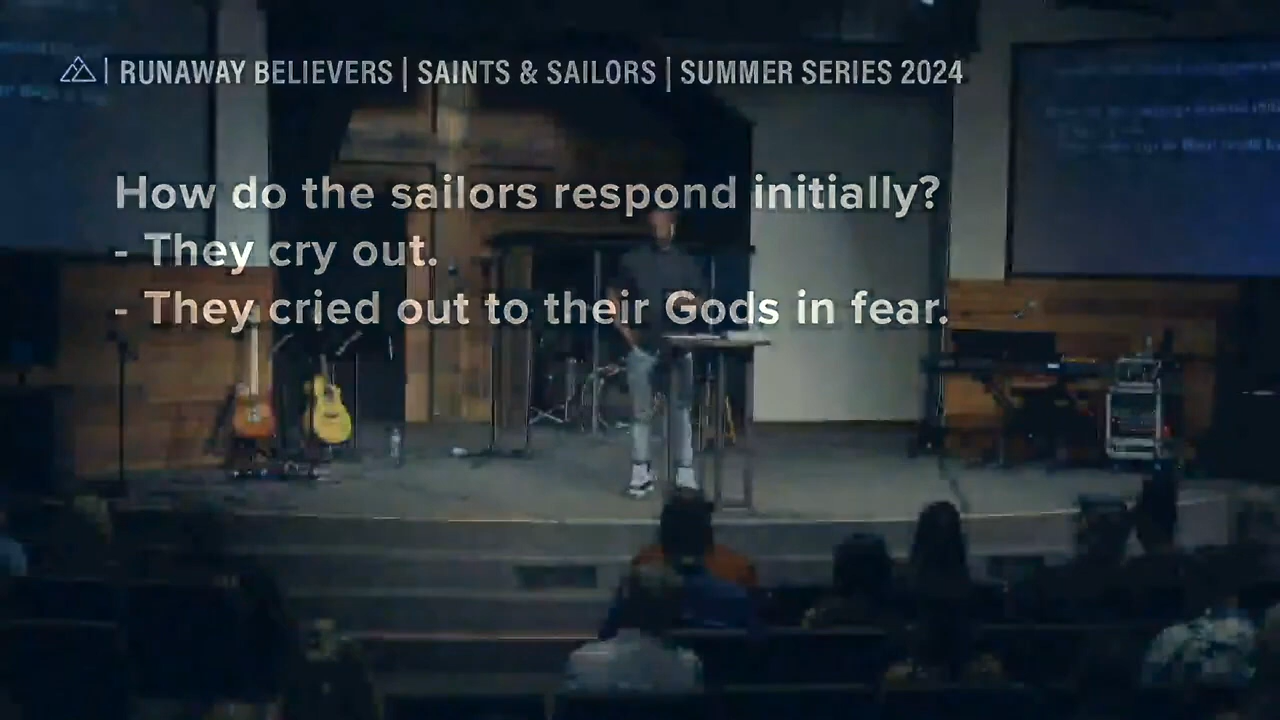 RUNAWAY BELIEVERS | SAINTS & SAILORS | SUMMER SERIES 2024
How do the sailors respond initially?
- They cry out.
- They cried out to their Gods in fear.